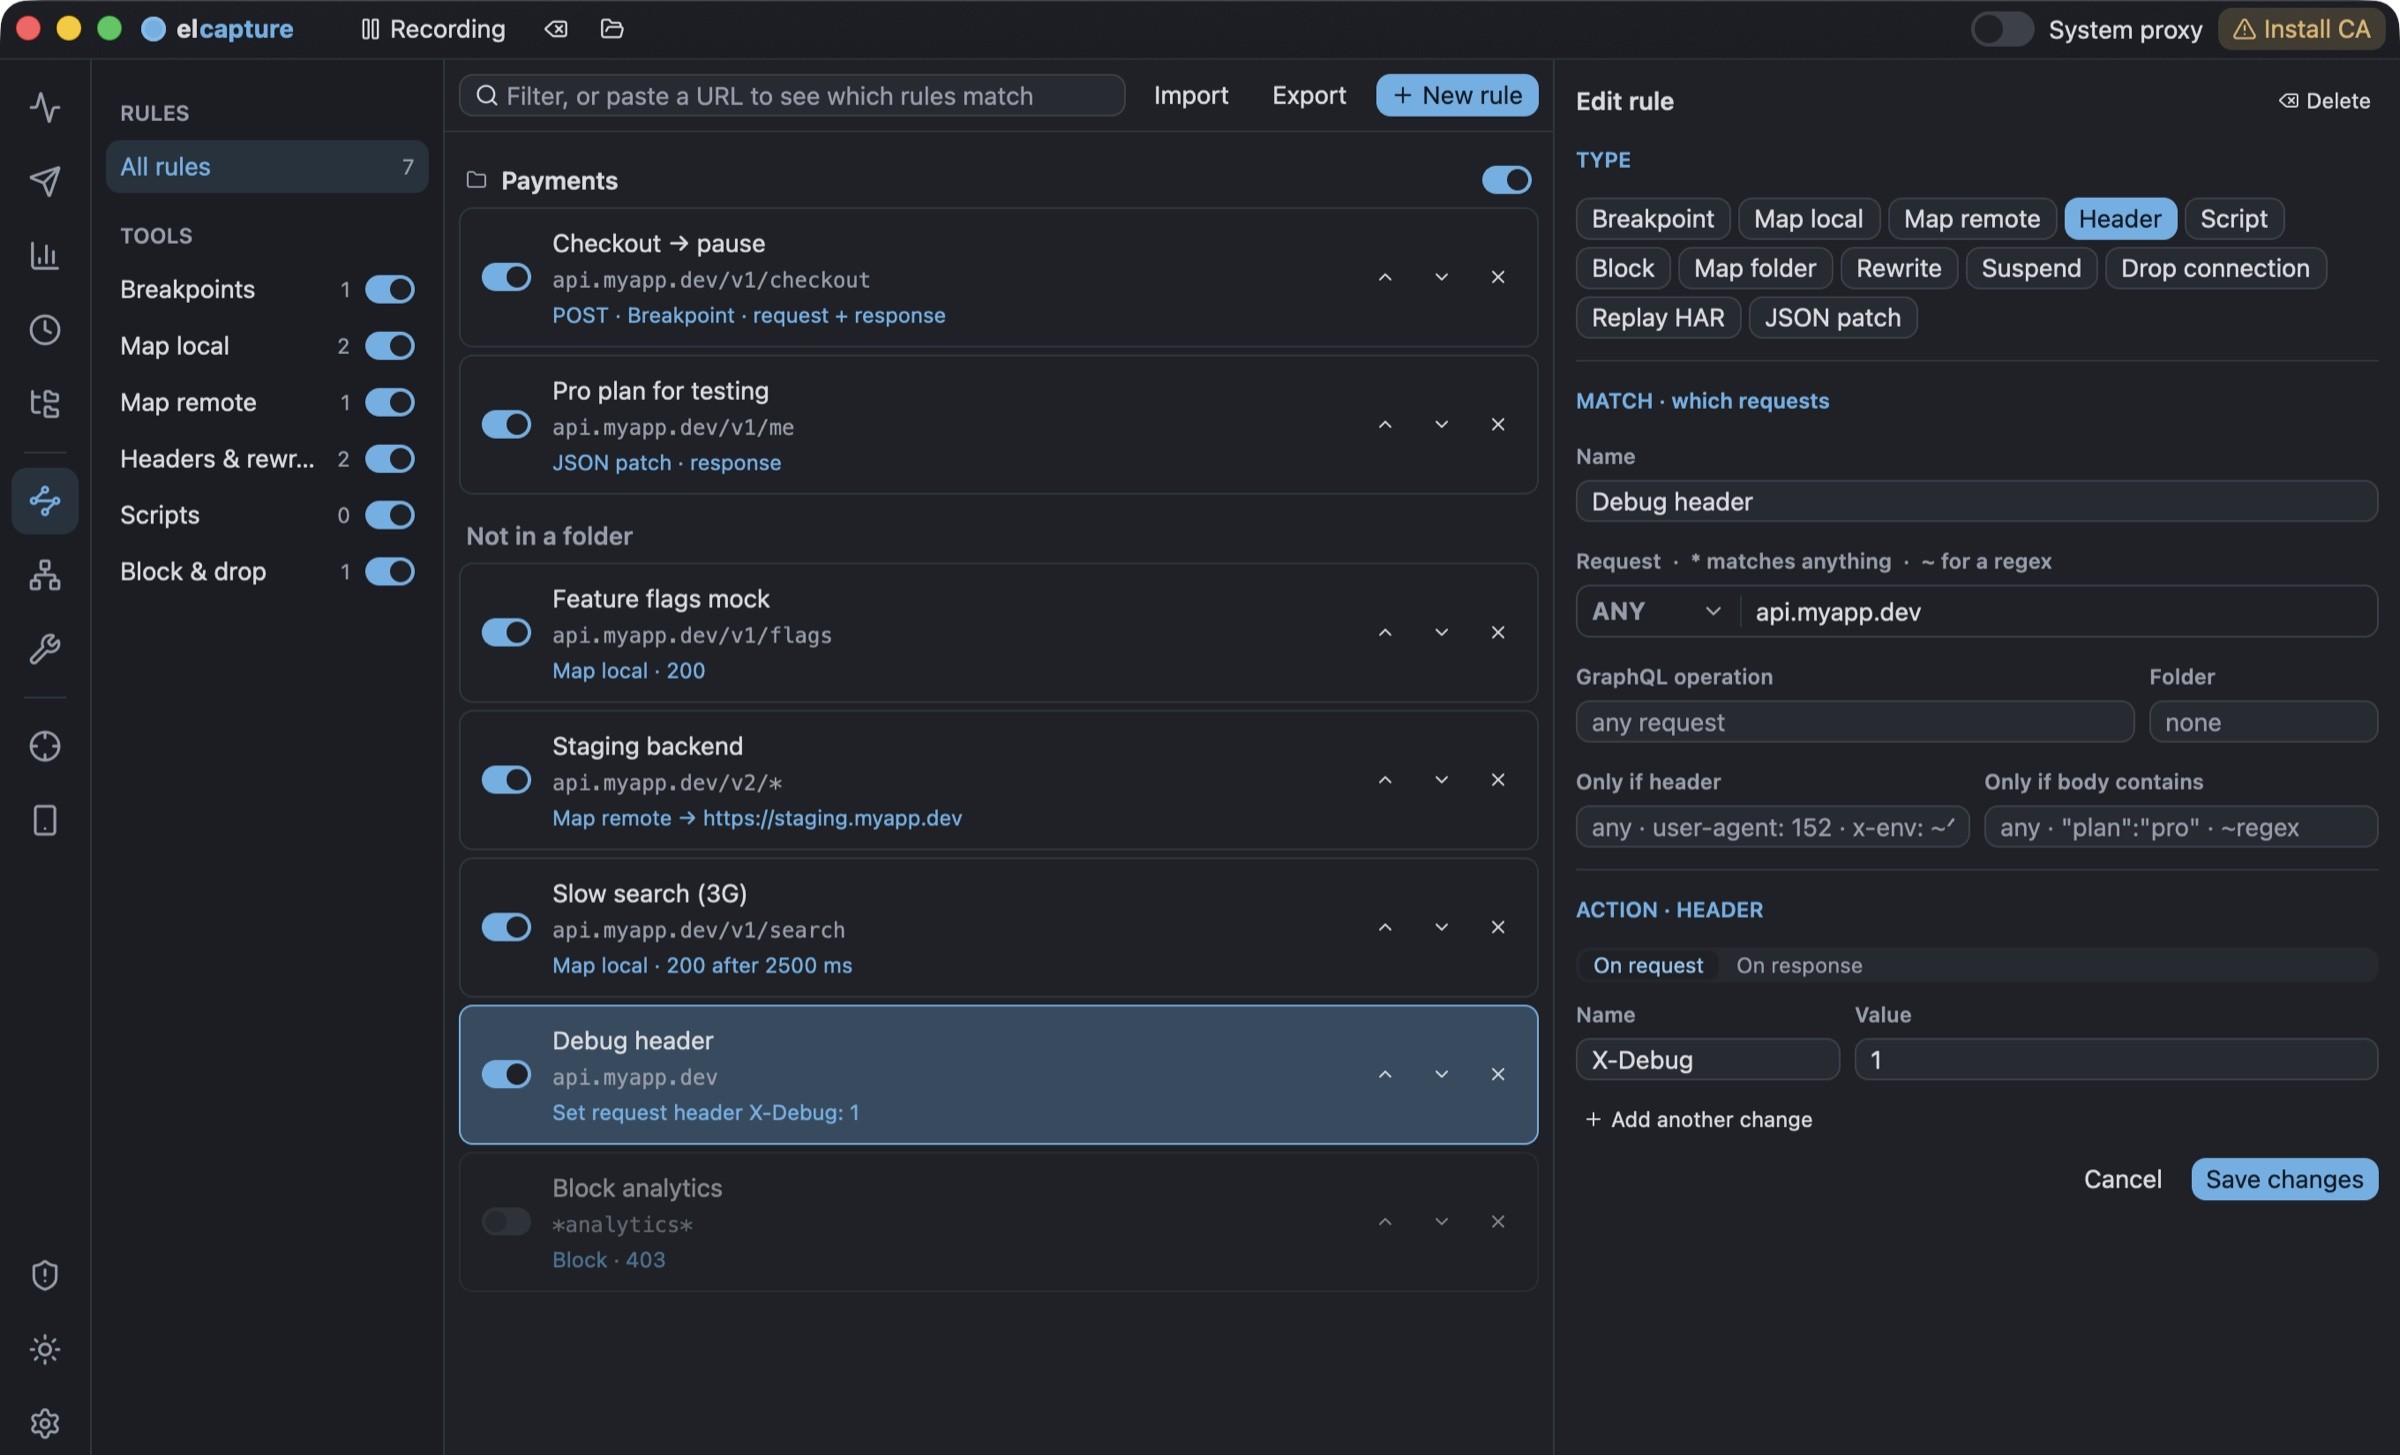 elcapture
Recording
System proxy
Install CA
RULES
All rules 7
TOOLS
Breakpoints 1
Map local 2
Map remote 1
Headers & rewr... 2
Scripts 0
Block & drop 1
Filter, or paste a URL to see which rules match
Import
Export
+ New rule
Payments
Checkout → pause
api.myapp.dev/v1/checkout
POST · Breakpoint · request + response
Pro plan for testing
api.myapp.dev/v1/me
JSON patch · response
Not in a folder
Feature flags mock
api.myapp.dev/v1/flags
Map local · 200
Staging backend
api.myapp.dev/v2/*
Map remote → https://staging.myapp.dev
Slow search (3G)
api.myapp.dev/v1/search
Map local · 200 after 2500 ms
Debug header
api.myapp.dev
Set request header X-Debug: 1
Block analytics
*analytics*
Block · 403
Edit rule
Delete
TYPE
Breakpoint Map local Map remote Header Script
Block Map folder Rewrite Suspend Drop connection
Replay HAR JSON patch
MATCH · which requests
Name
Debug header
Request · * matches anything · ~ for a regex
ANY api.myapp.dev
GraphQL operation Folder
any request none
Only if header Only if body contains
any · user-agent: 152 · x-env: ~ any · "plan":"pro" · ~regex
ACTION · HEADER
On request On response
Name Value
X-Debug 1
+ Add another change
Cancel Save changes